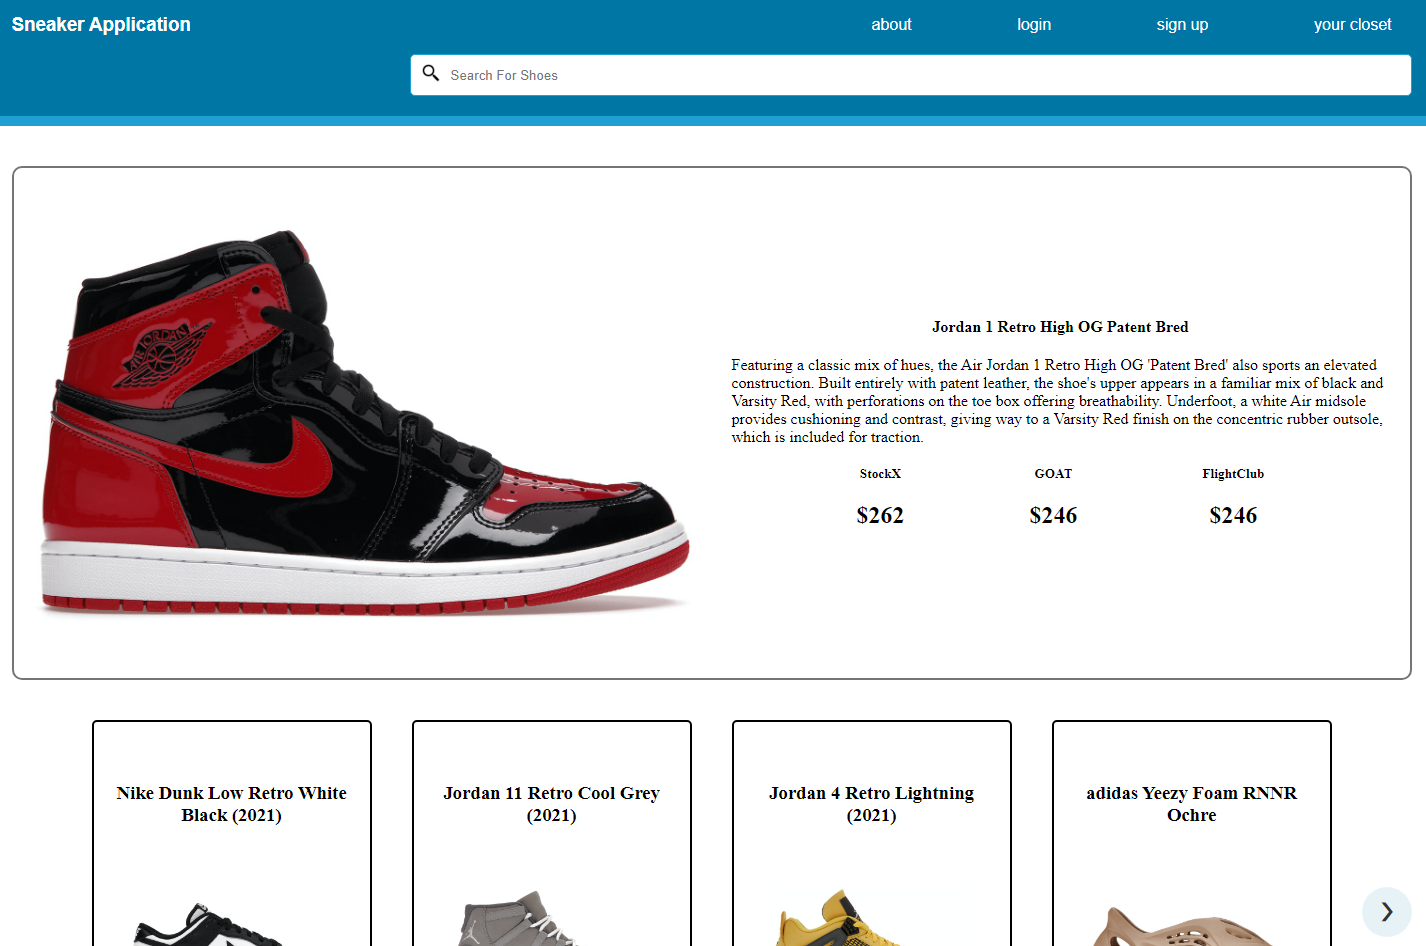 Sneaker Application
about
login
sign up
your closet
Search For Shoes
AIR JORDAN
Jordan 1 Retro High OG Patent Bred
Featuring a classic mix of hues, the Air Jordan 1 Retro High OG 'Patent Bred' also sports an elevated
construction. Built entirely with patent leather, the shoe's upper appears in a familiar mix of black and
Varsity Red, with perforations on the toe box offering breathability. Underfoot, a white Air midsole
provides cushioning and contrast, giving way to a Varsity Red finish on the concentric rubber outsole,
which is included for traction.
StockX
GOAT
FlightClub
$262
$246
$246
Nike Dunk Low Retro White
Black (2021)
Jordan 11 Retro Cool Grey
(2021)
Jordan 4 Retro Lightning
(2021)
adidas Yeezy Foam RNNR
Ochre